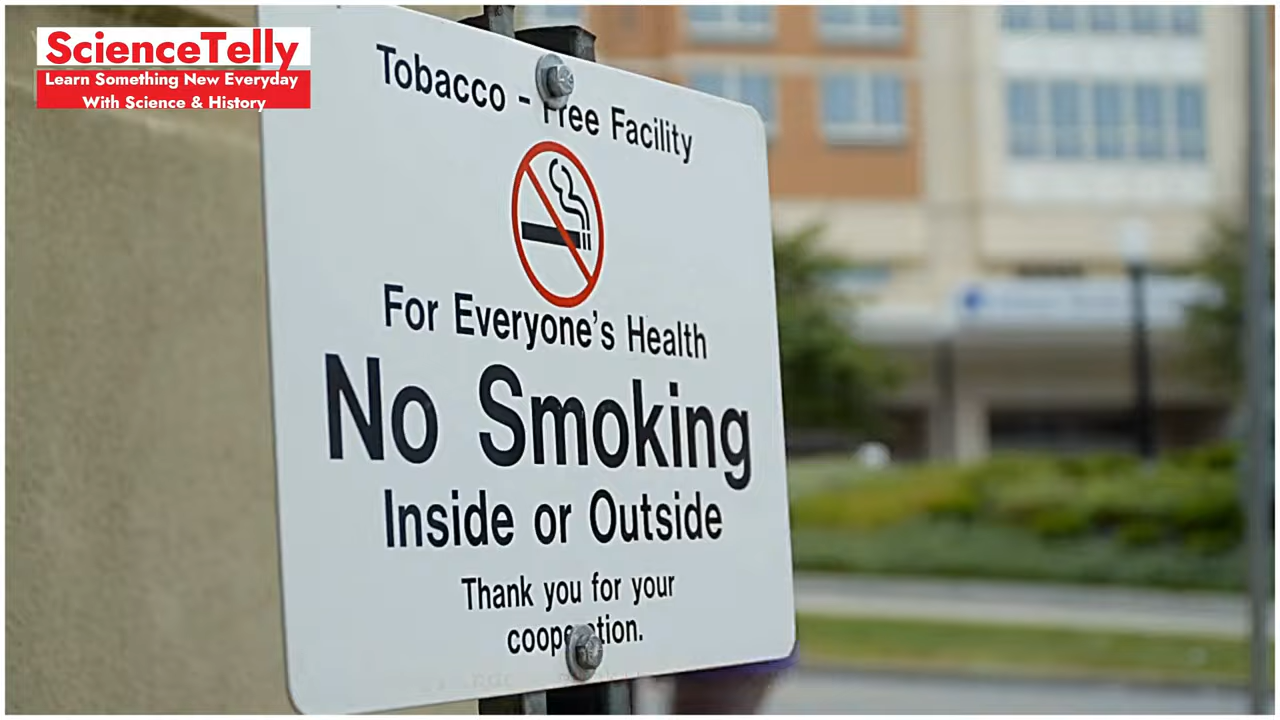 ScienceTelly
Learn Something New Everyday
With Science & History
Tobacco - Free Facility
For Everyone's Health
No Smoking
Inside or Outside
Thank you for your
cooperation.